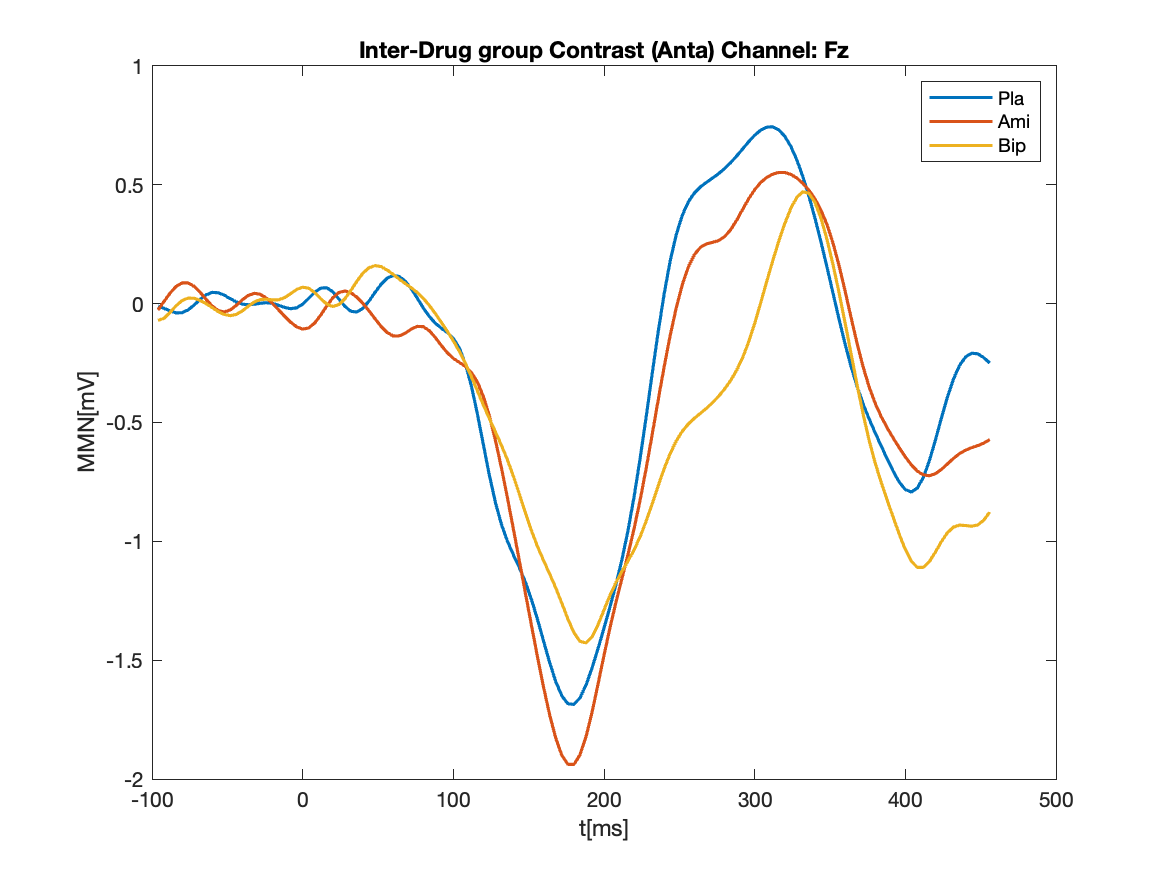 Inter-Drug group Contrast (Anta) Channel: Fz
Pla
Ami
Bip
1
0.5
0
-0.5
-1
-1.5
-2
MMN[mV]
-100 0 100 200 300 400 500
t[ms]